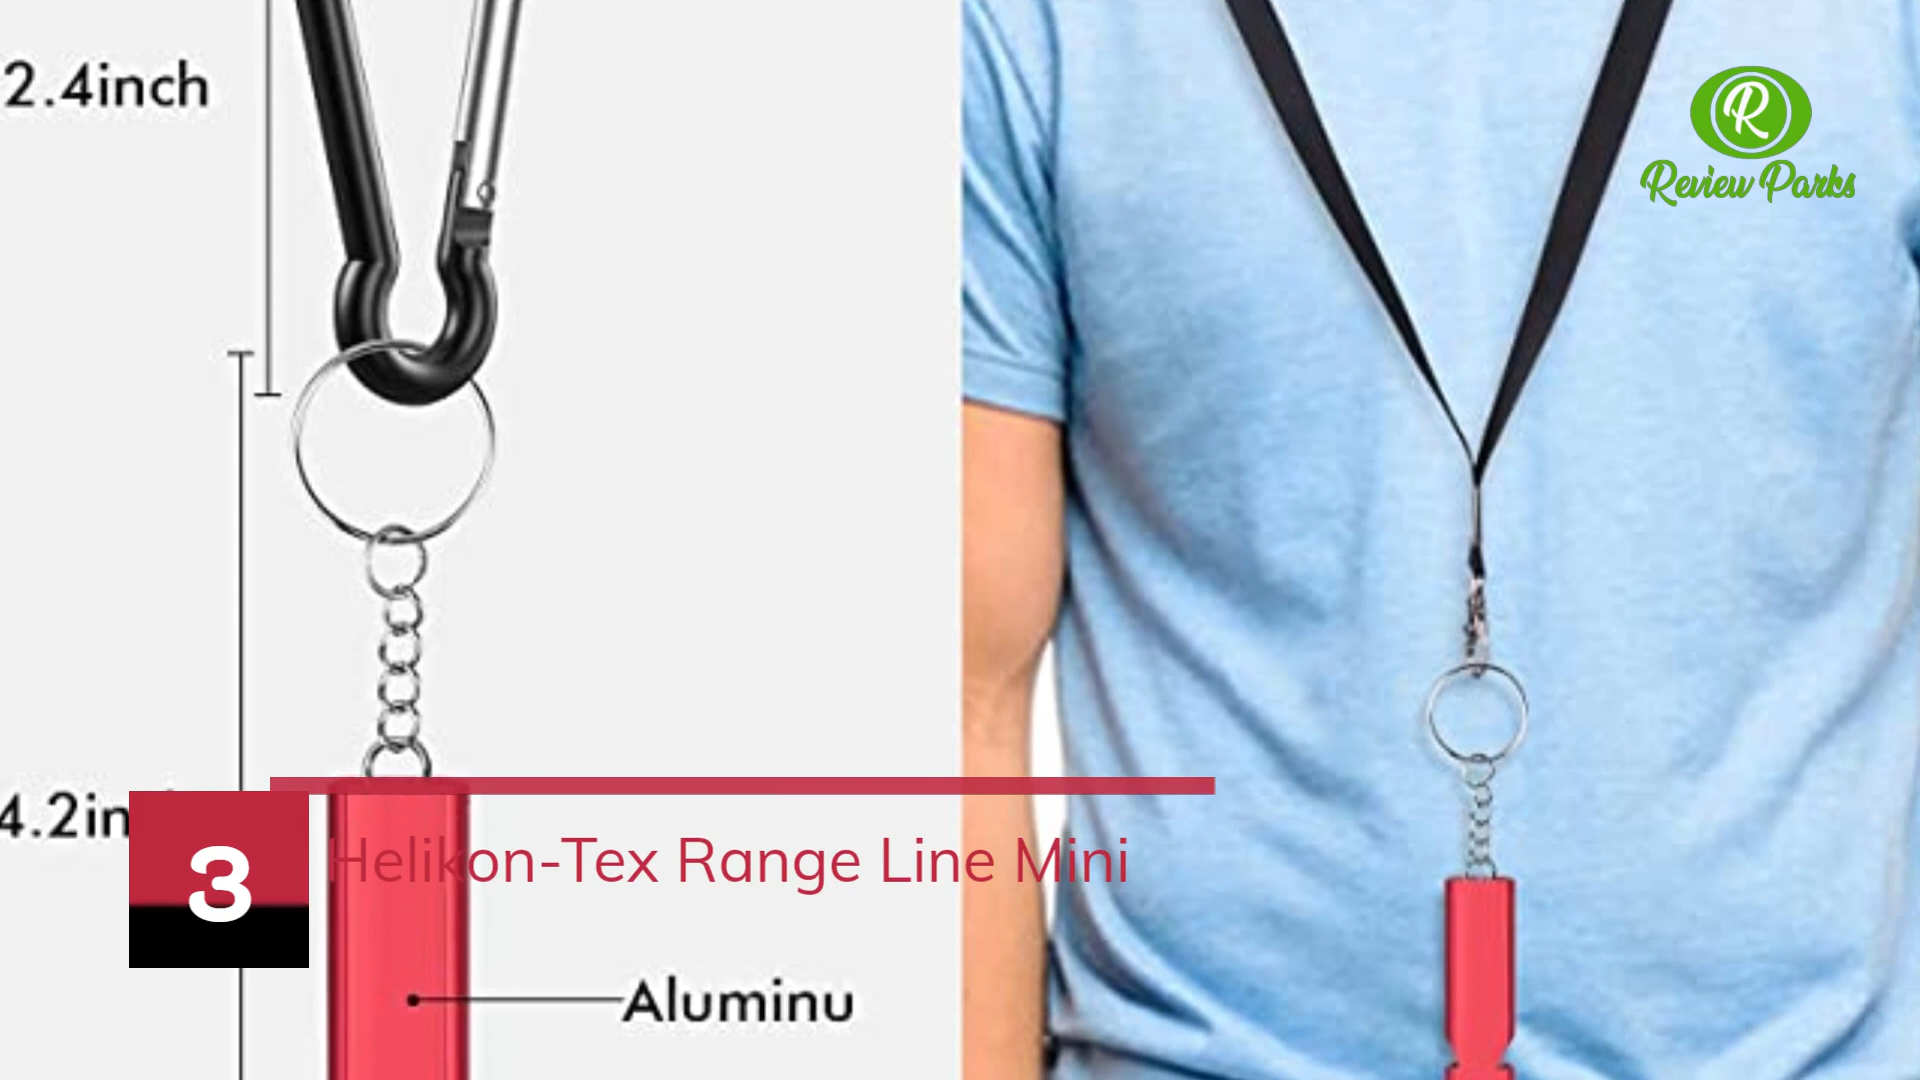 2.4inch
R
Review Parks
4.2in
3
Helikon-Tex Range Line Mini
Aluminu